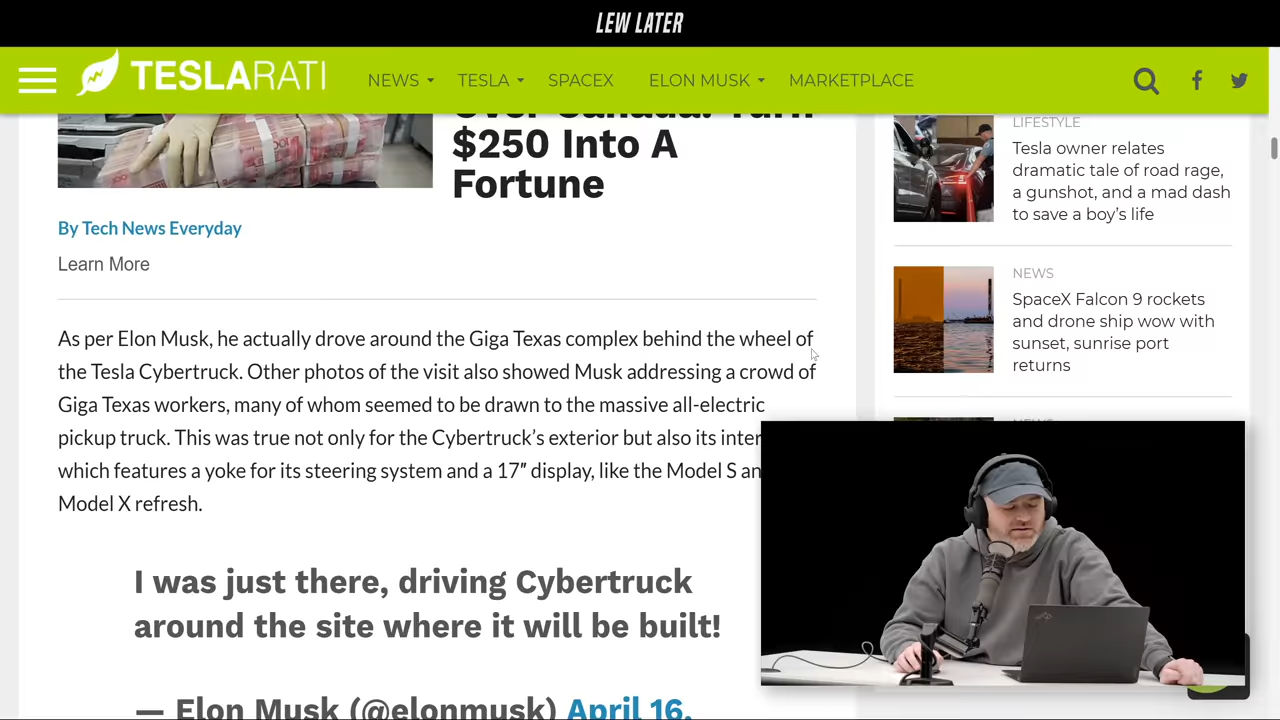 LEW LATER
TESLARATI
NEWS
TESLA
SPACEX
ELON MUSK
MARKETPLACE
$250 Into A
Fortune
By Tech News Everyday
Learn More
As per Elon Musk, he actually drove around the Giga Texas complex behind the wheel of
the Tesla Cybertruck. Other photos of the visit also showed Musk addressing a crowd of
Giga Texas workers, many of whom seemed to be drawn to the massive all-electric
pickup truck. This was true not only for the Cybertruck's exterior but also its
which features a yoke for its steering system and a 17″ display, like the Model S
Model X refresh.
I was just there, driving Cybertruck
around the site where it will be built!
— Elon Musk (@elonmusk) April 16,
LIFESTYLE
Tesla owner relates
dramatic tale of road rage,
a gunshot, and a mad dash
to save a boy's life
NEWS
SpaceX Falcon 9 rockets
and drone ship wow with
sunset, sunrise port
returns